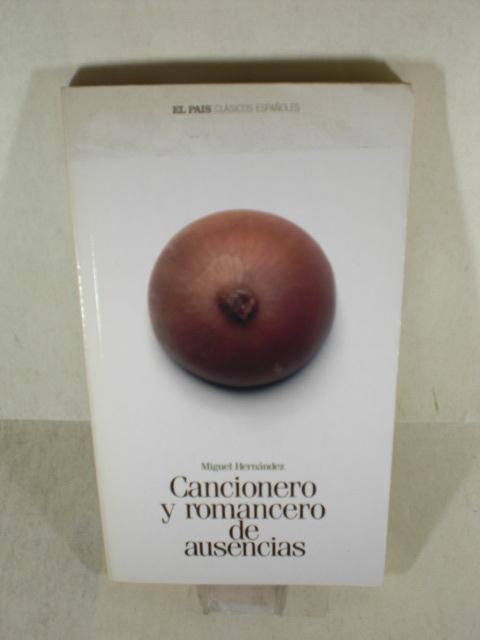 EL PAIS CLÁSICOS ESPAÑOLES
Miguel Hernández
Cancionero
y romancero
de
ausencias